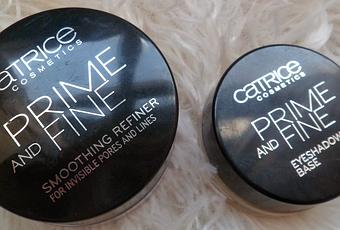 CATRICE
COSMETICS
PRIME
AND FINE
SMOOTHING REFINER
FOR INVISIBLE PORES AND LINES
CATRICE
COSMETICS
PRIME
AND FINE
EYESHADOW
BASE